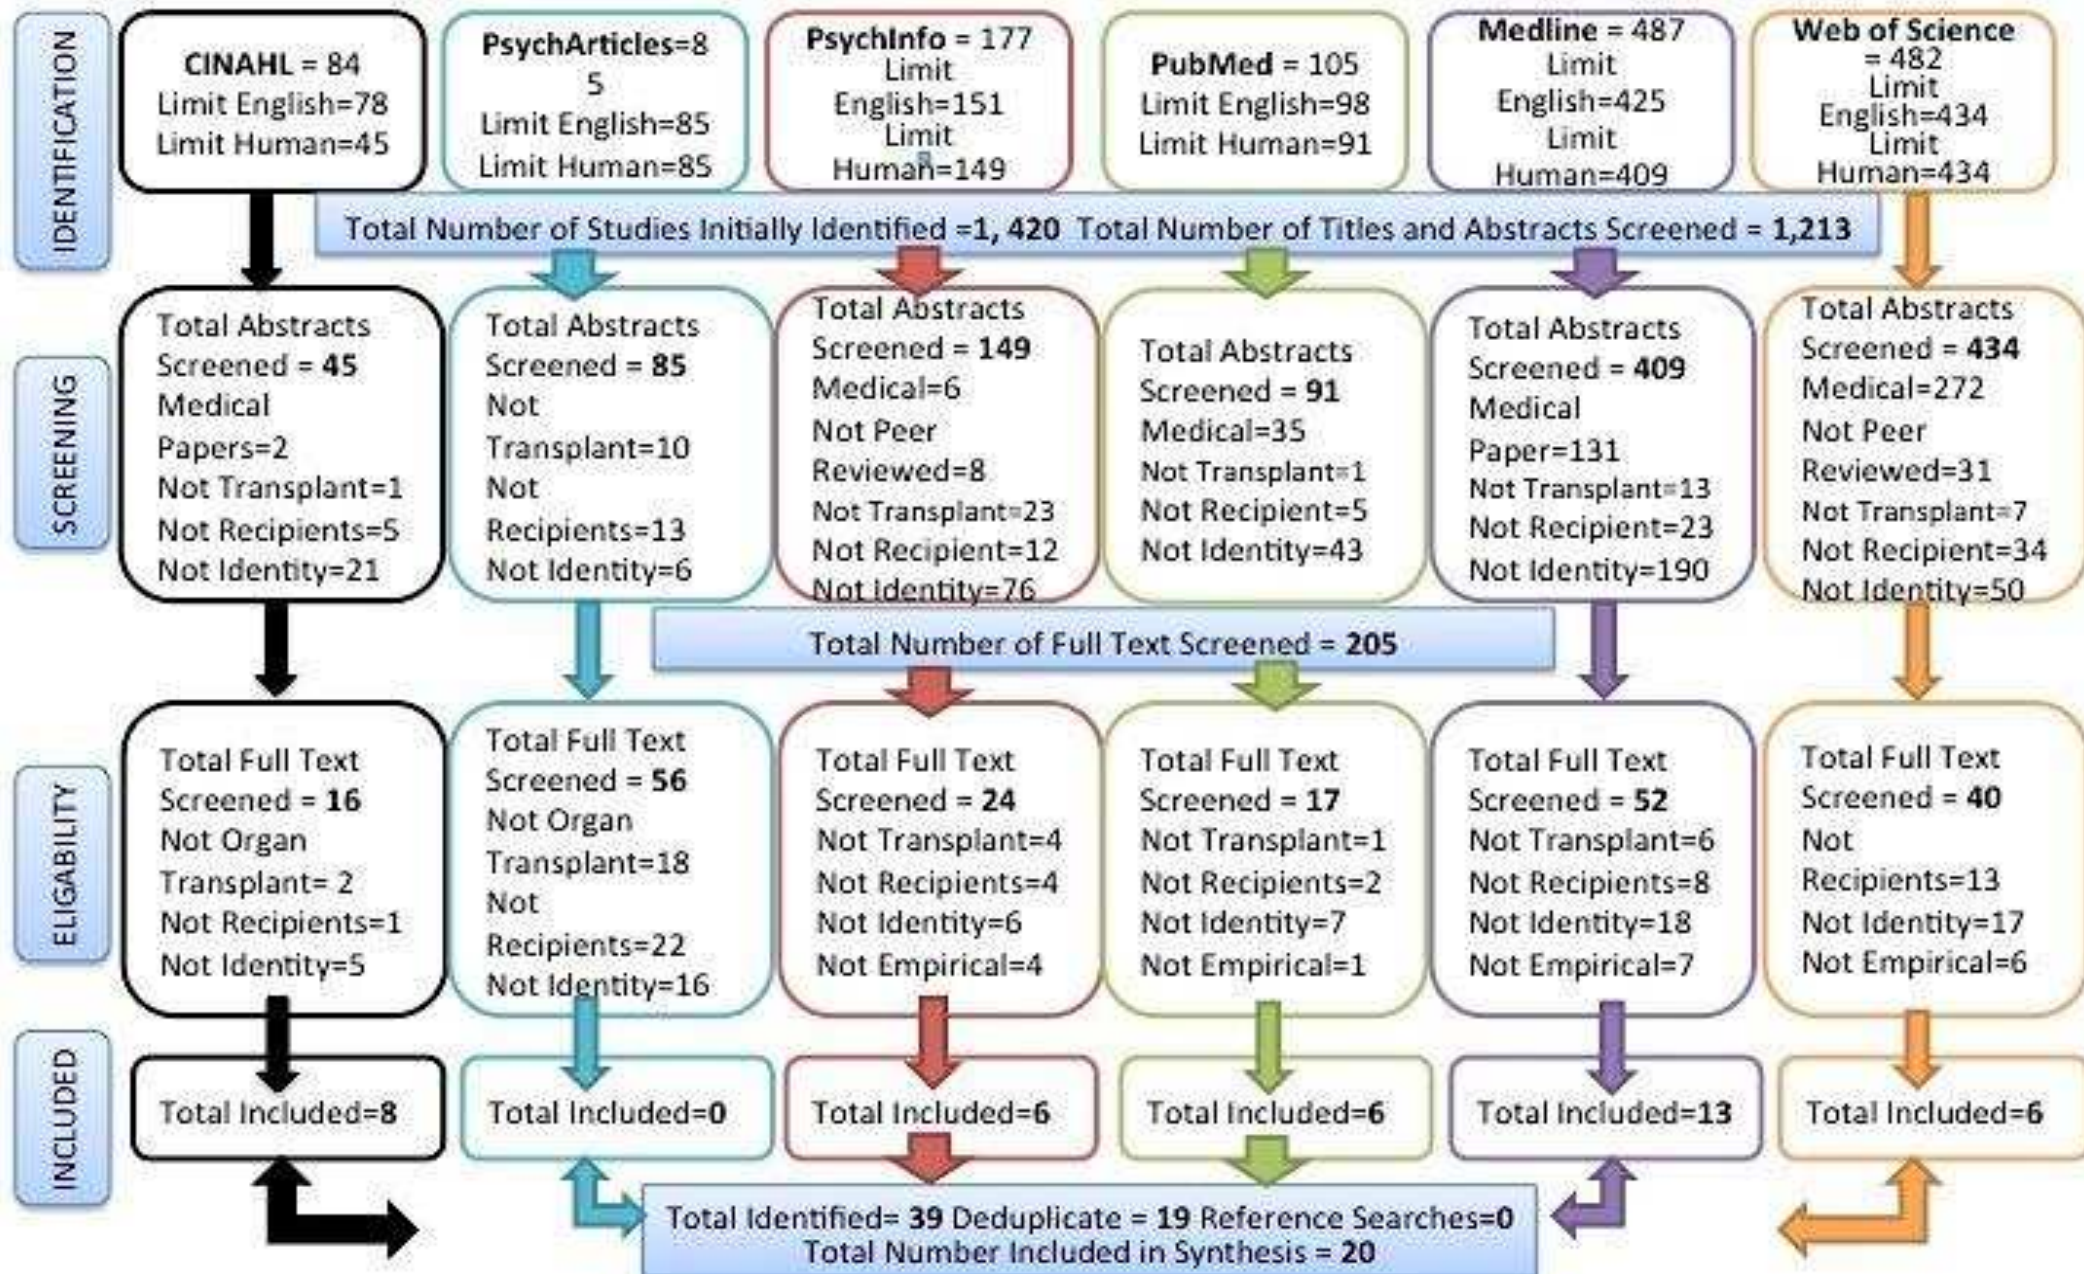 IDENTIFICATION
CINAHL = 84
Limit English=78
Limit Human=45
PsychArticles=8
5
Limit English=85
Limit Human=85
PsychInfo = 177
Limit
English=151
Limit
Human=149
PubMed = 105
Limit English=98
Limit Human=91
Medline = 487
Limit
English=425
Limit
Human=409
Web of Science
= 482
Limit
English=434
Limit
Human=434
Total Number of Studies Initially Identified =1, 420 Total Number of Titles and Abstracts Screened = 1,213
SCREENING
Total Abstracts
Screened = 45
Medical
Papers=2
Not Transplant=1
Not Recipients=5
Not Identity=21
Total Abstracts
Screened = 85
Not
Transplant=10
Not
Recipients=13
Not Identity=6
Total Abstracts
Screened = 149
Medical=6
Not Peer
Reviewed=8
Not Transplant=23
Not Recipient=12
Not Identity=76
Total Abstracts
Screened = 91
Medical=35
Not Transplant=1
Not Recipient=5
Not Identity=43
Total Abstracts
Screened = 409
Medical
Paper=131
Not Transplant=13
Not Recipient=23
Not Identity=190
Total Abstracts
Screened = 434
Medical=272
Not Peer
Reviewed=31
Not Transplant=7
Not Recipient=34
Not Identity=50
Total Number of Full Text Screened = 205
ELIGABILITY
Total Full Text
Screened = 16
Not Organ
Transplant= 2
Not Recipients=1
Not Identity=5
Total Full Text
Screened = 56
Not Organ
Transplant=18
Not
Recipients=22
Not Identity=16
Total Full Text
Screened = 24
Not Transplant=4
Not Recipients=4
Not Identity=6
Not Empirical=4
Total Full Text
Screened = 17
Not Transplant=1
Not Recipients=2
Not Identity=7
Not Empirical=1
Total Full Text
Screened = 52
Not Transplant=6
Not Recipients=8
Not Identity=18
Not Empirical=7
Total Full Text
Screened = 40
Not
Recipients=13
Not Identity=17
Not Empirical=6
INCLUDED
Total Included=8
Total Included=0
Total Included=6
Total Included=6
Total Included=13
Total Included=6
Total Identified= 39 Deduplicate = 19 Reference Searches=0
Total Number Included in Synthesis = 20